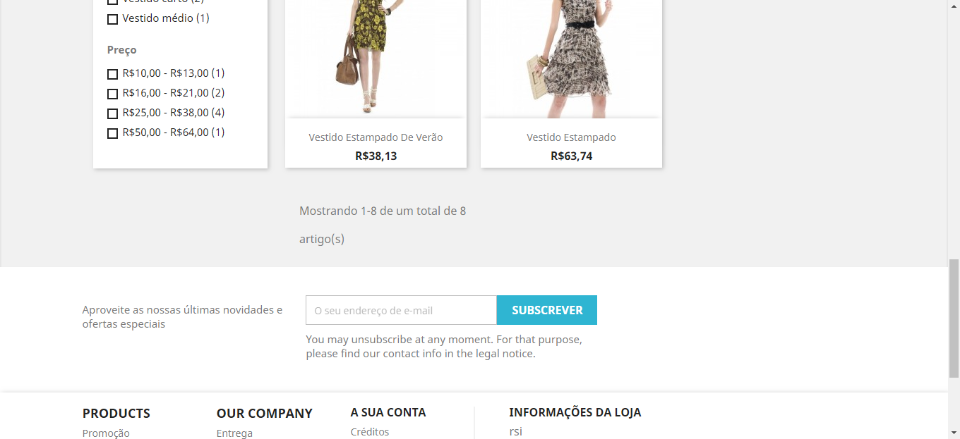 Vestido curto (2)
Vestido médio (1)
Preço
R$10,00 - R$13,00 (1)
R$16,00 - R$21,00 (2)
R$25,00 - R$38,00 (4)
R$50,00 - R$64,00 (1)
Vestido Estampado De Verão
R$38,13
Vestido Estampado
R$63,74
Mostrando 1-8 de um total de 8
artigo(s)
Aproveite as nossas últimas novidades e
ofertas especiais
O seu endereço de e-mail
SUBSCREVER
You may unsubscribe at any moment. For that purpose,
please find our contact info in the legal notice.
PRODUCTS
Promoção
OUR COMPANY
Entrega
A SUA CONTA
Créditos
INFORMAÇÕES DA LOJA
rsi